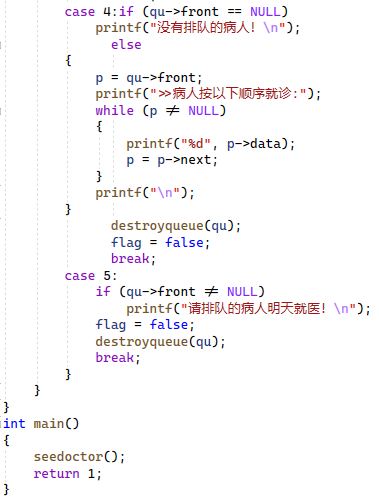 case 4:if (qu->front == NULL)
printf("没有排队的病人！\n");
else
{
p = qu->front;
printf(">>病人按以下顺序就诊:");
while (p ≠ NULL)
{
printf("%d", p->data);
p = p->next;
}
printf("\n");
}
destroyqueue(qu);
flag = false;
break;
case 5:
if (qu->front ≠ NULL)
printf("请排队的病人明天就医！\n");
flag = false;
destroyqueue(qu);
break;
}
}
}
int main()
{
seedoctor();
return 1;
}